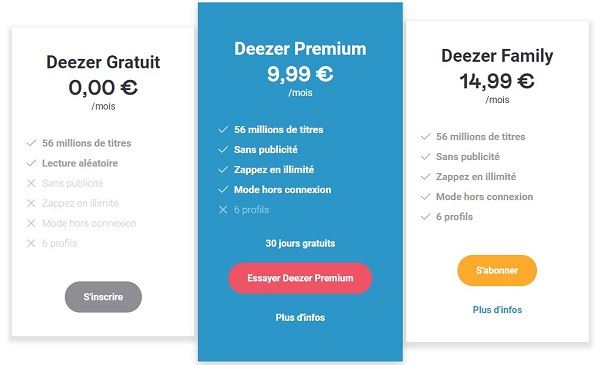 Deezer Gratuit
0,00 €
/mois
56 millions de titres
Lecture aléatoire
Sans publicité
Zappez en illimité
Mode hors connexion
6 profils
S'inscrire
Deezer Premium
9,99 €
/mois
56 millions de titres
Sans publicité
Zappez en illimité
Mode hors connexion
6 profils
30 jours gratuits
Essayer Deezer Premium
Plus d'infos
Deezer Family
14,99 €
/mois
56 millions de titres
Sans publicité
Zappez en illimité
Mode hors connexion
6 profils
S'abonner
Plus d'infos